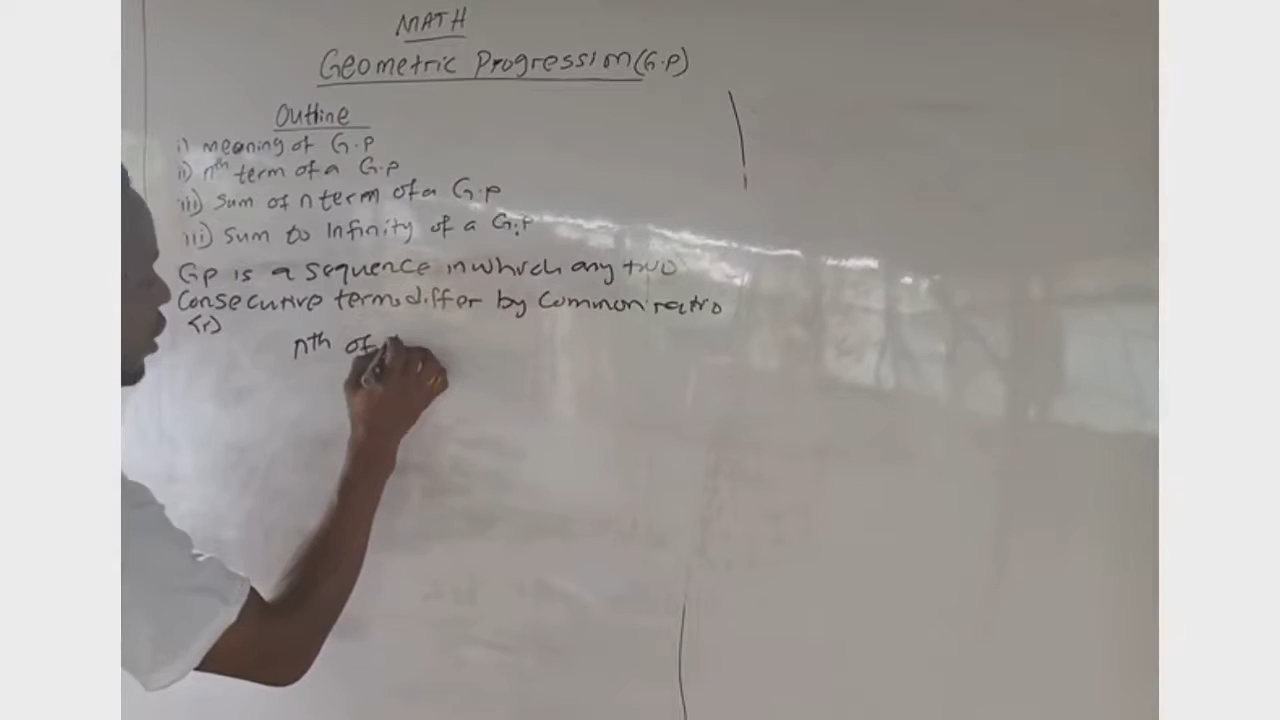 MATH
Geometric Progression (G.P)
Outline
i) meaning of G.P
ii) nth term of a G.P
iii) Sum of n term of a G.P
iii) Sum to Infinity of a G.P
GP is a sequence in which any two
Consecutive terms differ by Common ratio
(r)
nth of